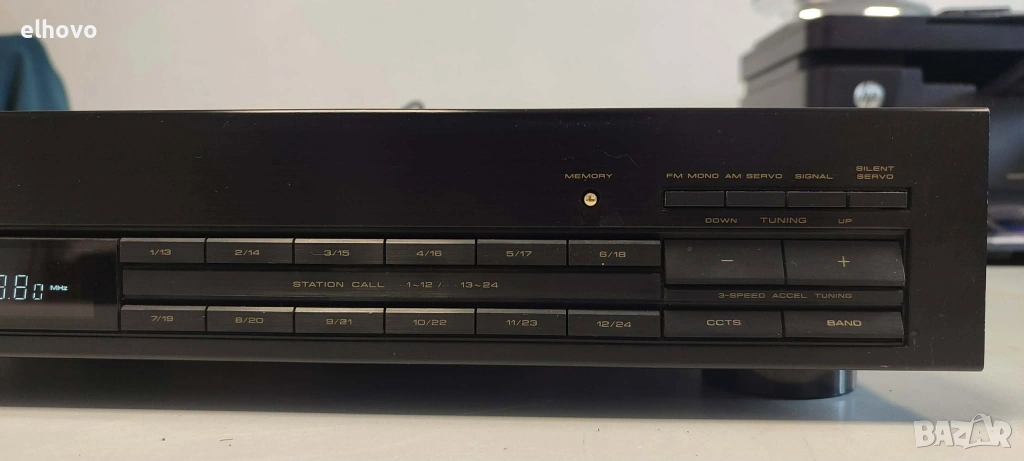 elhovo
hp
MEMORY
FM MONO AM SERVO SIGNAL SILENT SERVO
DOWN TUNING UP
1/13 2/14 3/15 4/16 5/17 6/18
− +
MHz
STATION CALL 1~12 / 13~24
3-SPEED ACCEL TUNING
7/19 8/20 9/21 10/22 11/23 12/24
CCTS BAND
BAZAR